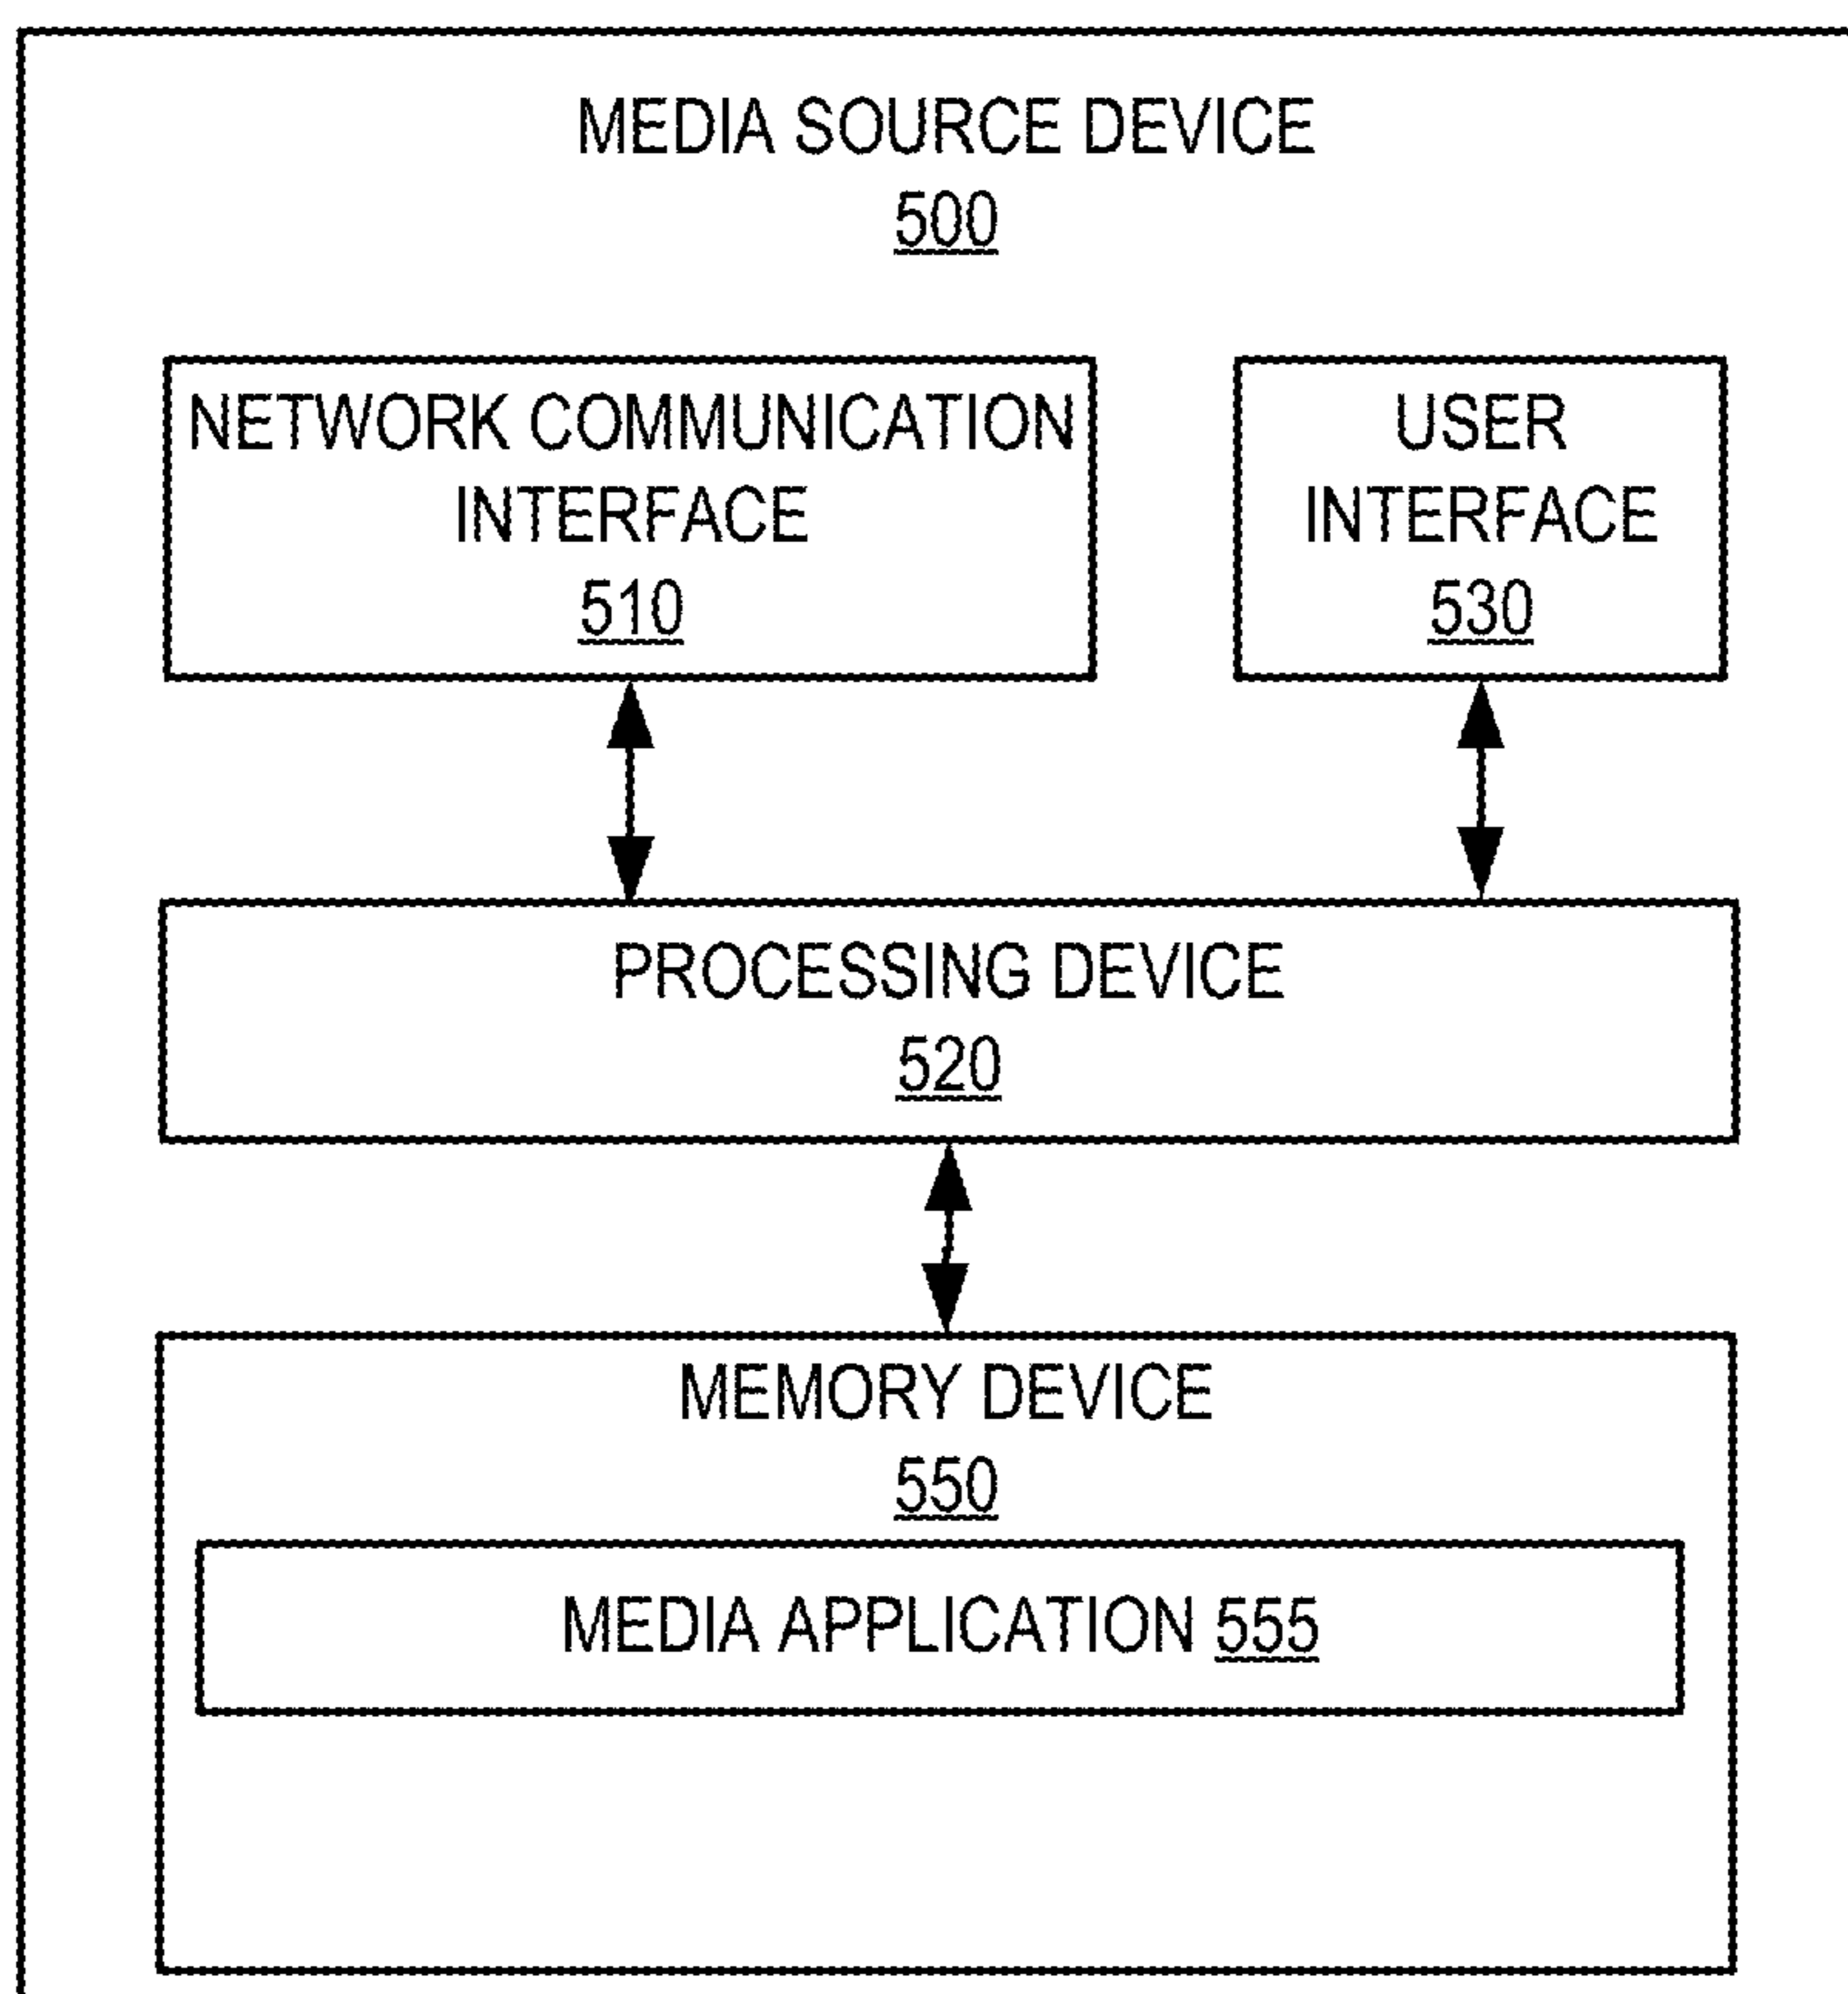 MEDIA SOURCE DEVICE
500
NETWORK COMMUNICATION
INTERFACE
510
USER
INTERFACE
530
PROCESSING DEVICE
520
MEMORY DEVICE
550
MEDIA APPLICATION 555